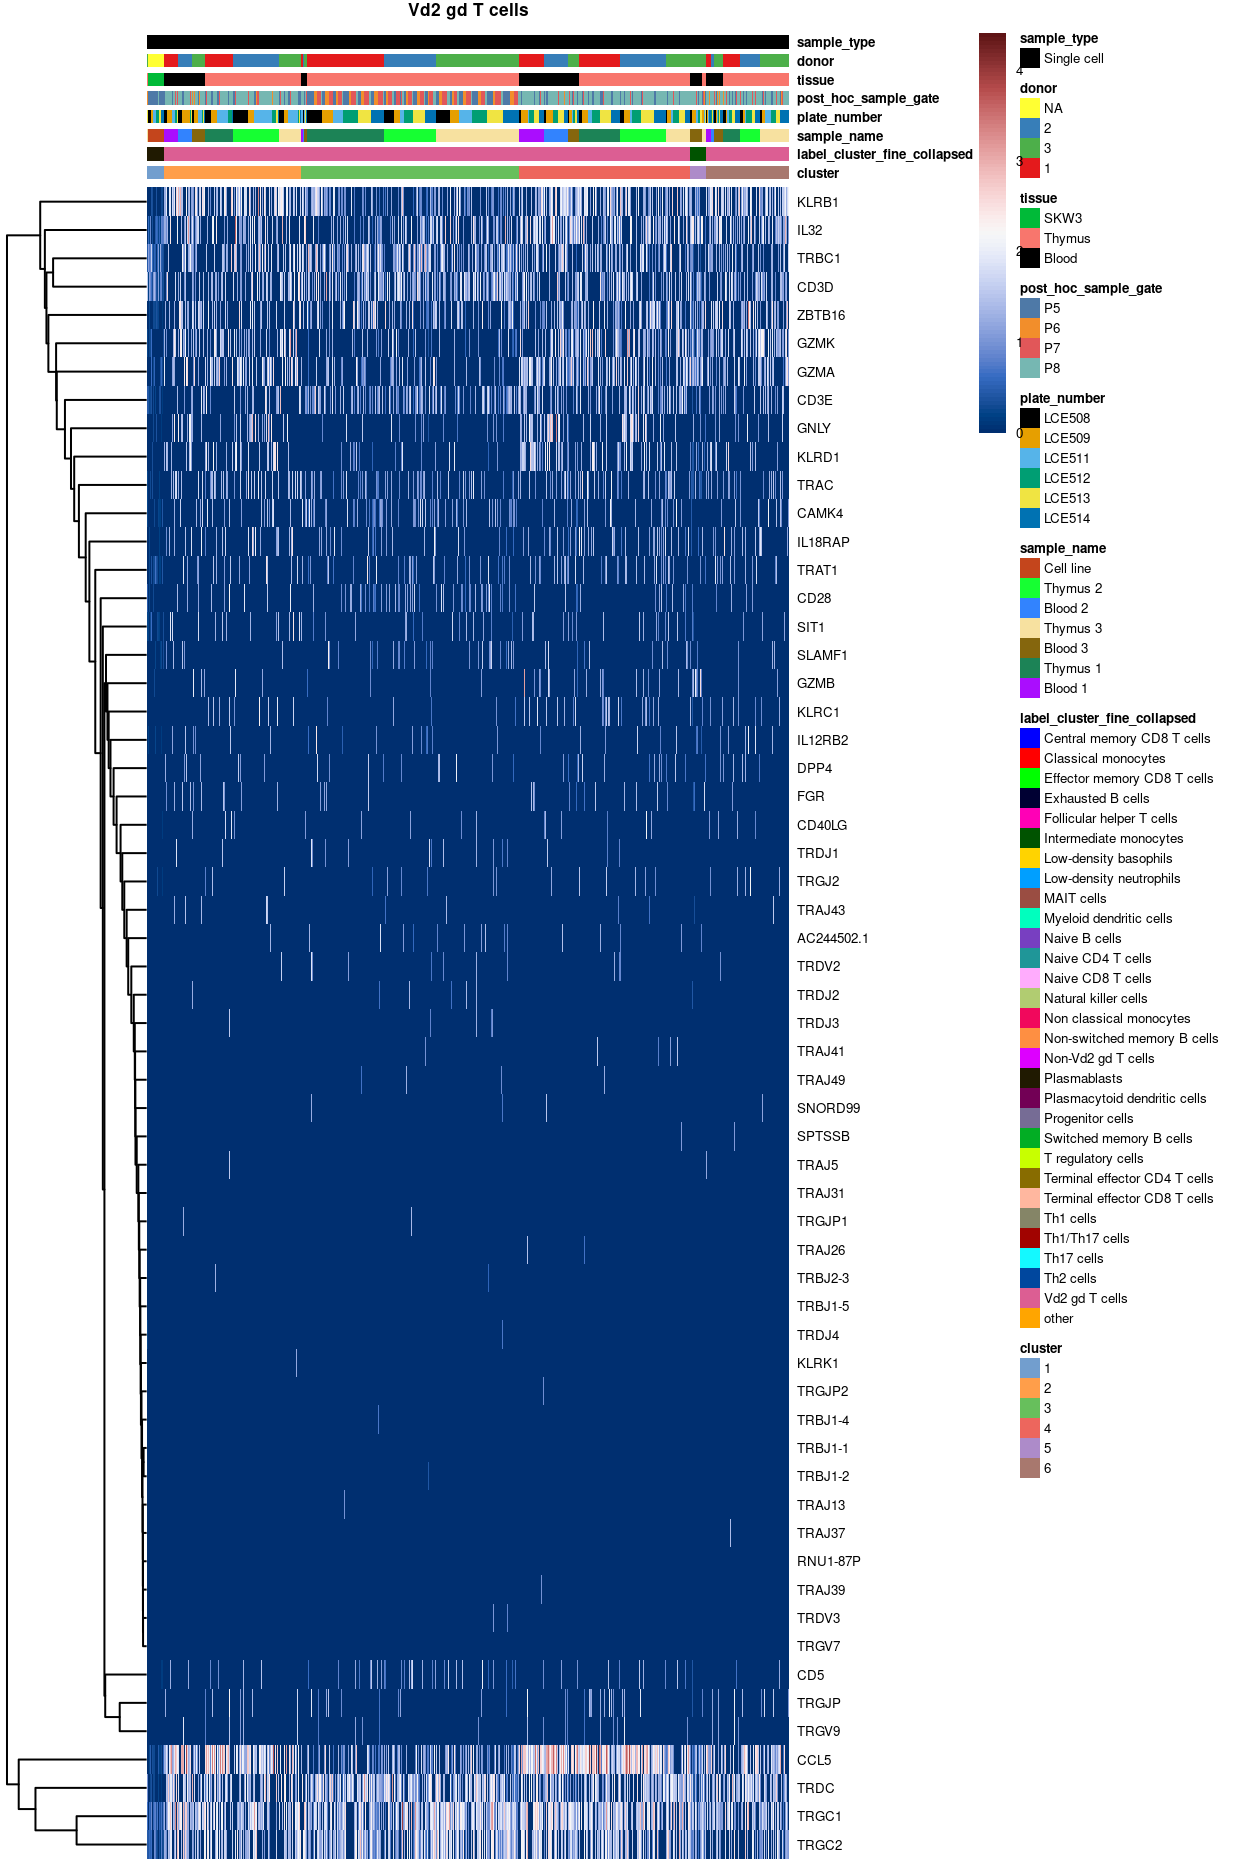 Vd2 gd T cells
sample_type
donor
tissue
post_hoc_sample_gate
plate_number
sample_name
label_cluster_fine_collapsed
cluster
KLRB1
IL32
TRBC1
CD3D
ZBTB16
GZMK
GZMA
CD3E
GNLY
KLRD1
TRAC
CAMK4
IL18RAP
TRAT1
CD28
SIT1
SLAMF1
GZMB
KLRC1
IL12RB2
DPP4
FGR
CD40LG
TRDJ1
TRGJ2
TRAJ43
AC244502.1
TRDV2
TRDJ2
TRDJ3
TRAJ41
TRAJ49
SNORD99
SPTSSB
TRAJ5
TRAJ31
TRGJP1
TRAJ26
TRBJ2-3
TRBJ1-5
TRDJ4
KLRK1
TRGJP2
TRBJ1-4
TRBJ1-1
TRBJ1-2
TRAJ13
TRAJ37
RNU1-87P
TRAJ39
TRDV3
TRGV7
CD5
TRGJP
TRGV9
CCL5
TRDC
TRGC1
TRGC2
4
3
2
1
0
sample_type
Single cell
donor
NA
2
3
1
tissue
SKW3
Thymus
Blood
post_hoc_sample_gate
P5
P6
P7
P8
plate_number
LCE508
LCE509
LCE511
LCE512
LCE513
LCE514
sample_name
Cell line
Thymus 2
Blood 2
Thymus 3
Blood 3
Thymus 1
Blood 1
label_cluster_fine_collapsed
Central memory CD8 T cells
Classical monocytes
Effector memory CD8 T cells
Exhausted B cells
Follicular helper T cells
Intermediate monocytes
Low-density basophils
Low-density neutrophils
MAIT cells
Myeloid dendritic cells
Naive B cells
Naive CD4 T cells
Naive CD8 T cells
Natural killer cells
Non classical monocytes
Non-switched memory B cells
Non-Vd2 gd T cells
Plasmablasts
Plasmacytoid dendritic cells
Progenitor cells
Switched memory B cells
T regulatory cells
Terminal effector CD4 T cells
Terminal effector CD8 T cells
Th1 cells
Th1/Th17 cells
Th17 cells
Th2 cells
Vd2 gd T cells
other
cluster
1
2
3
4
5
6